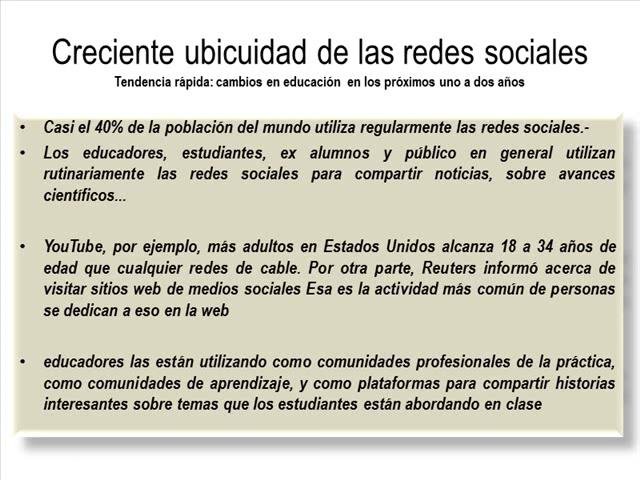 Creciente ubicuidad de las redes sociales
Tendencia rápida: cambios en educación en los próximos uno a dos años
• Casi el 40% de la población del mundo utiliza regularmente las redes sociales.-
• Los educadores, estudiantes, ex alumnos y público en general utilizan
rutinariamente las redes sociales para compartir noticias, sobre avances
científicos...
• YouTube, por ejemplo, más adultos en Estados Unidos alcanza 18 a 34 años de
edad que cualquier redes de cable. Por otra parte, Reuters informó acerca de
visitar sitios web de medios sociales Esa es la actividad más común de personas
se dedican a eso en la web
• educadores las están utilizando como comunidades profesionales de la práctica,
como comunidades de aprendizaje, y como plataformas para compartir historias
interesantes sobre temas que los estudiantes están abordando en clase